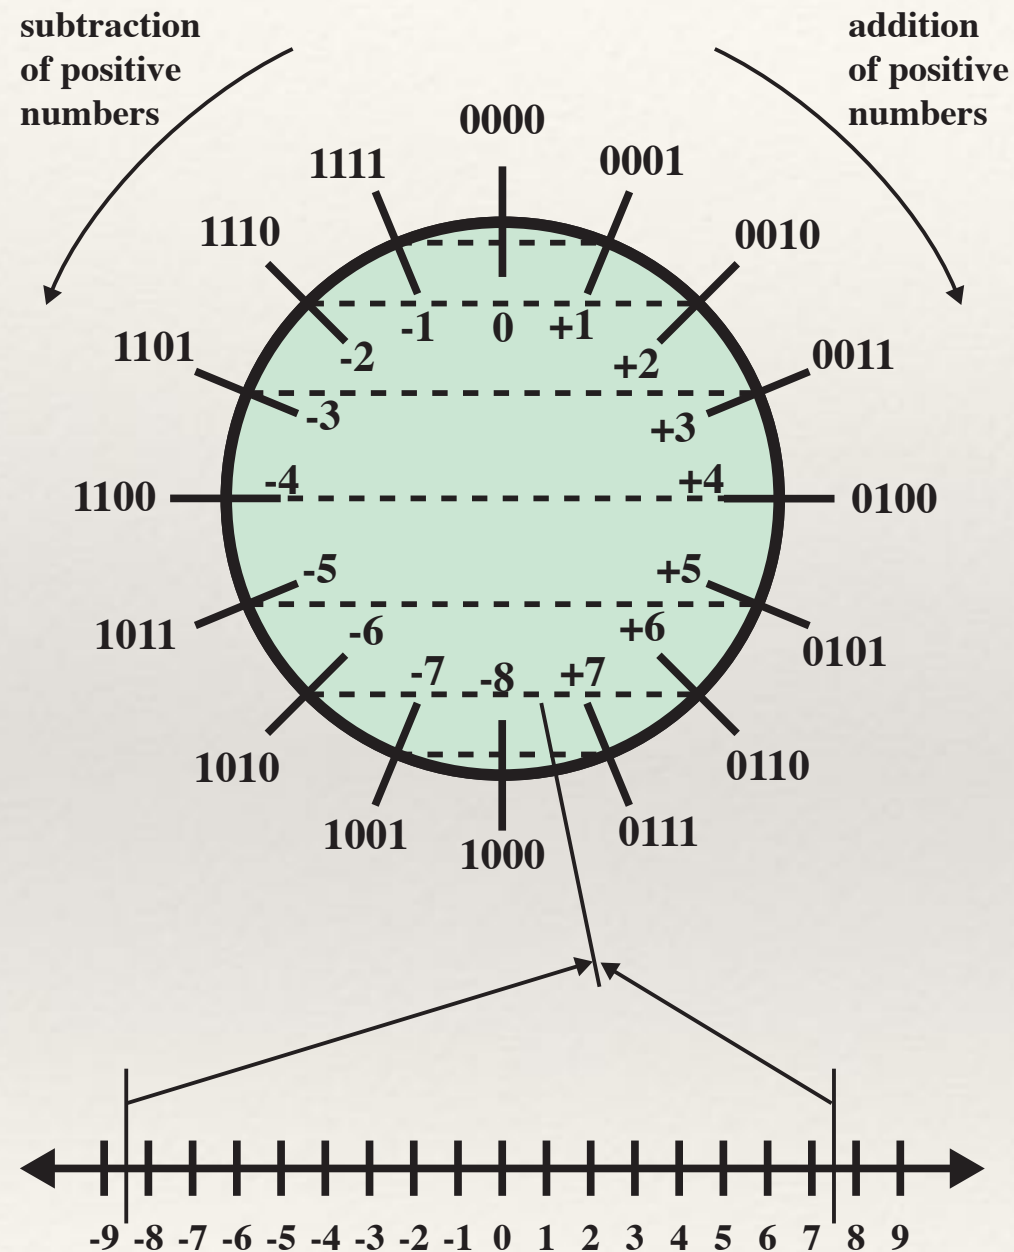 subtraction
of positive
numbers
addition
of positive
numbers
0000
1111
0001
1110
0010
1101
0011
1100
0100
1011
0101
1010
0110
1001
0111
1000
-1 0 +1
-2 +2
-3 +3
-4 +4
-5 +5
-6 +6
-7 -8 +7
-9 -8 -7 -6 -5 -4 -3 -2 -1 0 1 2 3 4 5 6 7 8 9